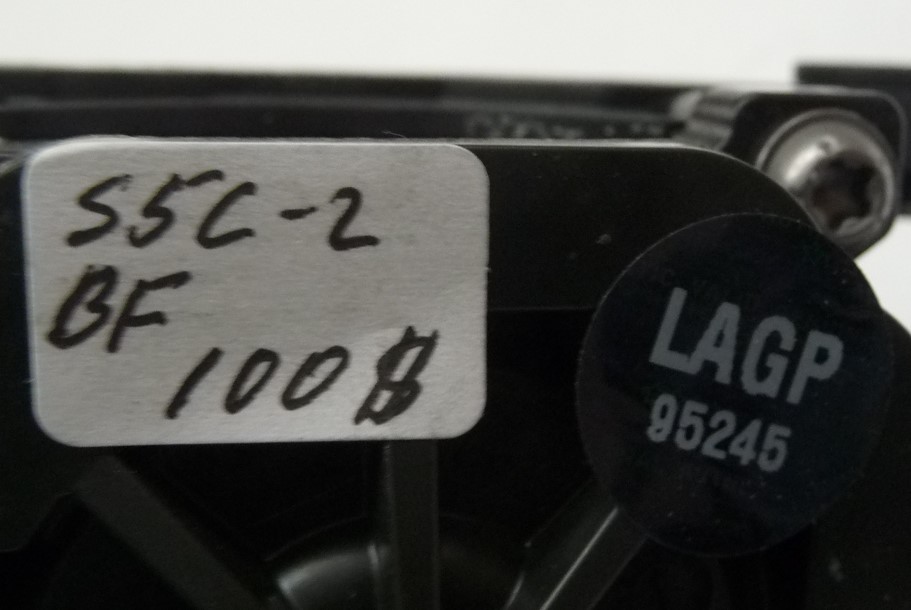 S5C-2
BF
100$
LAGP
95245